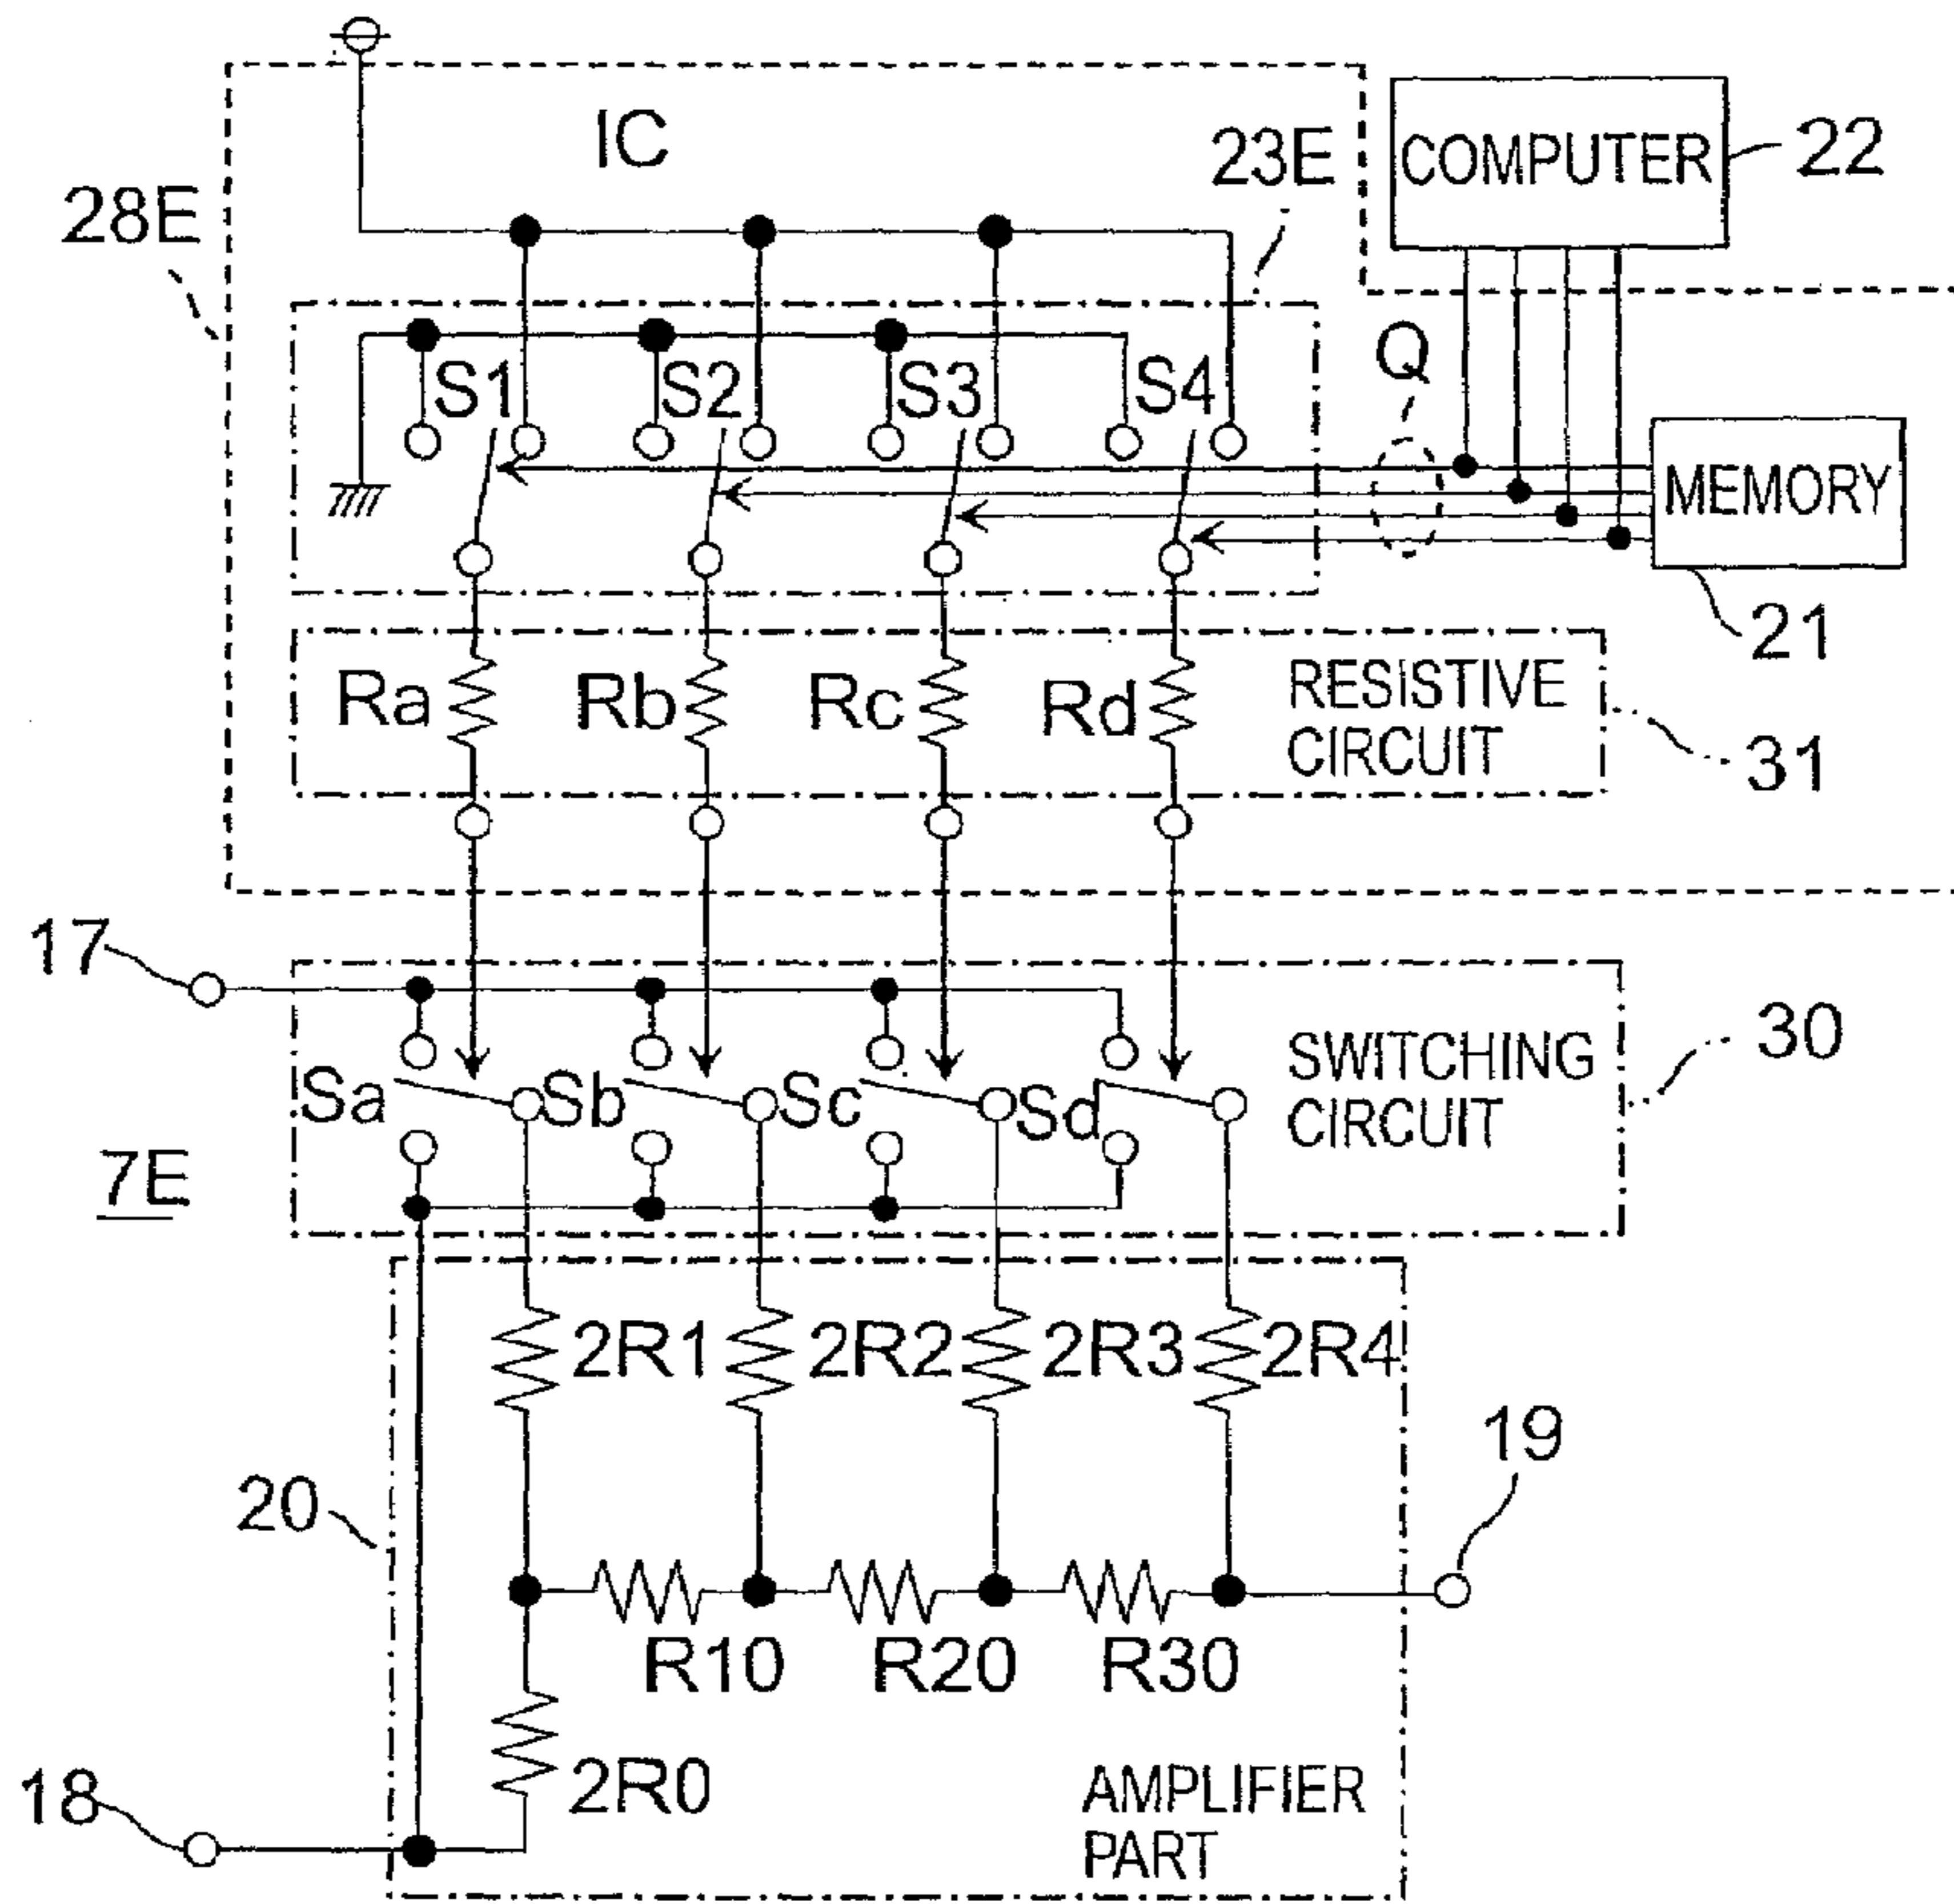 IC
COMPUTER
22
23E
28E
S1
S2
S3
S4
Q
MEMORY
21
Ra
Rb
Rc
Rd
RESISTIVE
CIRCUIT
31
17
Sa
Sb
Sc
Sd
SWITCHING
CIRCUIT
30
7E
2R1
2R2
2R3
2R4
19
20
R10
R20
R30
2R0
18
AMPLIFIER
PART